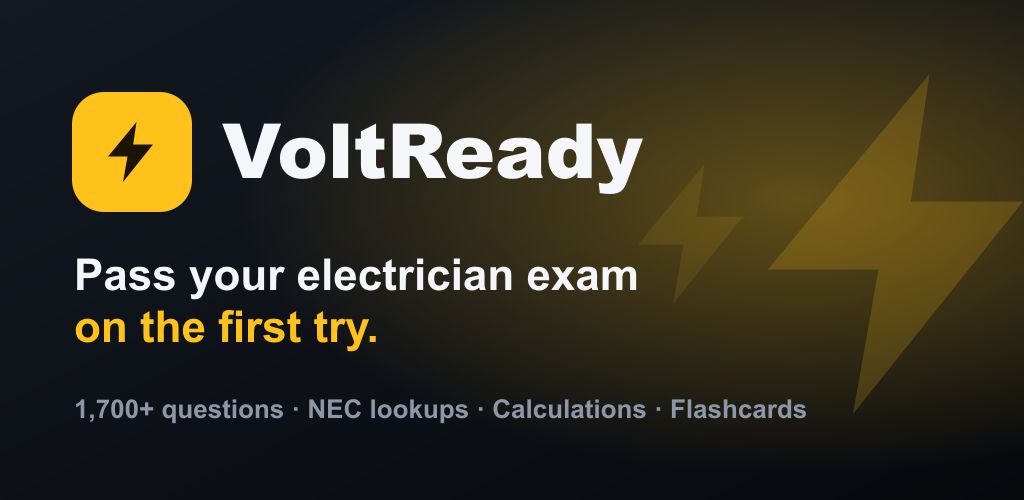 VoltReady
Pass your electrician exam
on the first try.
1,700+ questions · NEC lookups · Calculations · Flashcards